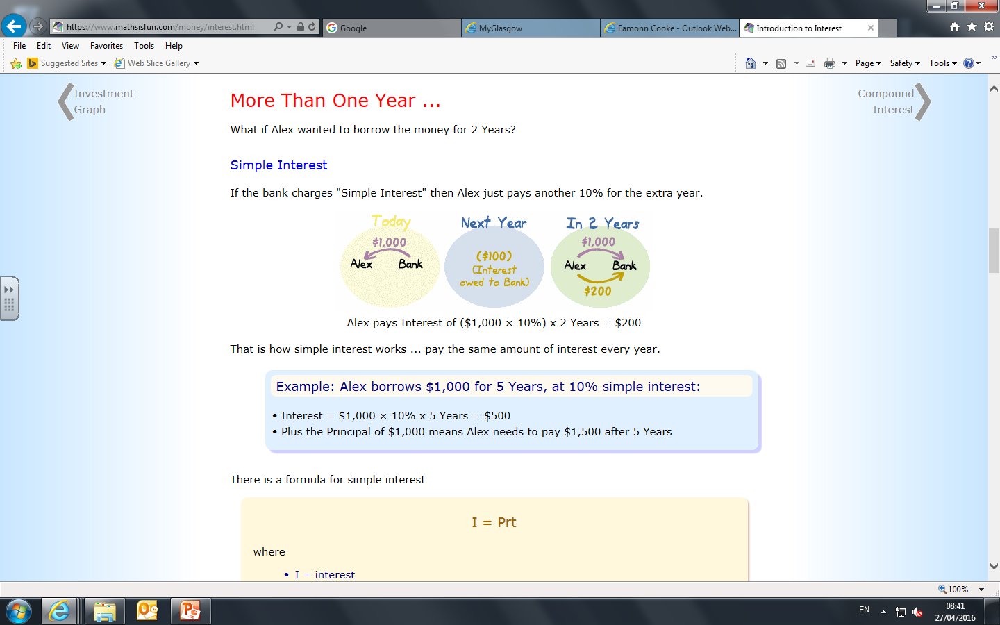 https://www.mathsisfun.com/money/interest.html
Google
MyGlasgow
Eamonn Cooke - Outlook Web...
Introduction to Interest
File Edit View Favorites Tools Help
Suggested Sites
Web Slice Gallery
Page Safety Tools
Investment
Graph
Compound
Interest
More Than One Year ...
What if Alex wanted to borrow the money for 2 Years?
Simple Interest
If the bank charges "Simple Interest" then Alex just pays another 10% for the extra year.
Today
$1,000
Alex Bank
Next Year
($100)
(Interest
owed to Bank)
In 2 Years
$1,000
Alex Bank
$200
Alex pays Interest of ($1,000 × 10%) x 2 Years = $200
That is how simple interest works ... pay the same amount of interest every year.
Example: Alex borrows $1,000 for 5 Years, at 10% simple interest:
• Interest = $1,000 × 10% x 5 Years = $500
• Plus the Principal of $1,000 means Alex needs to pay $1,500 after 5 Years
There is a formula for simple interest
I = Prt
where
• I = interest
100%
EN
08:41
27/04/2016